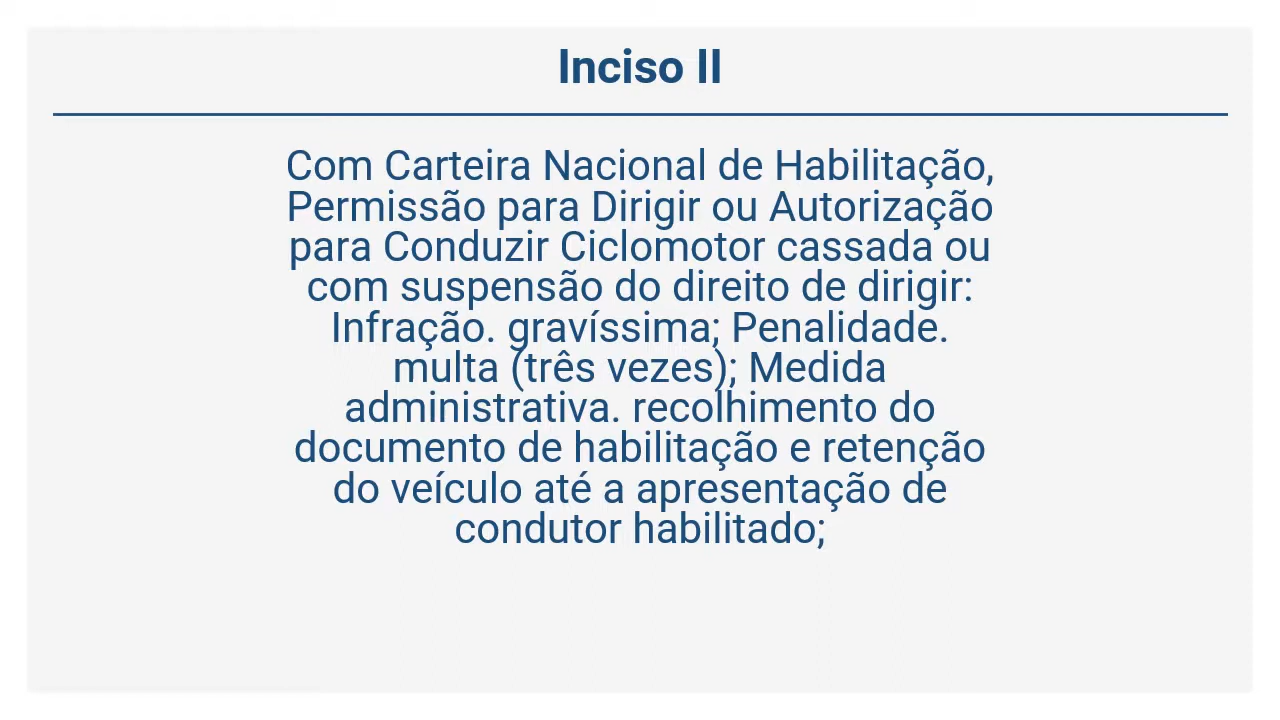 Inciso II
Com Carteira Nacional de Habilitação,
Permissão para Dirigir ou Autorização
para Conduzir Ciclomotor cassada ou
com suspensão do direito de dirigir:
Infração. gravíssima; Penalidade.
multa (três vezes); Medida
administrativa. recolhimento do
documento de habilitação e retenção
do veículo até a apresentação de
condutor habilitado;